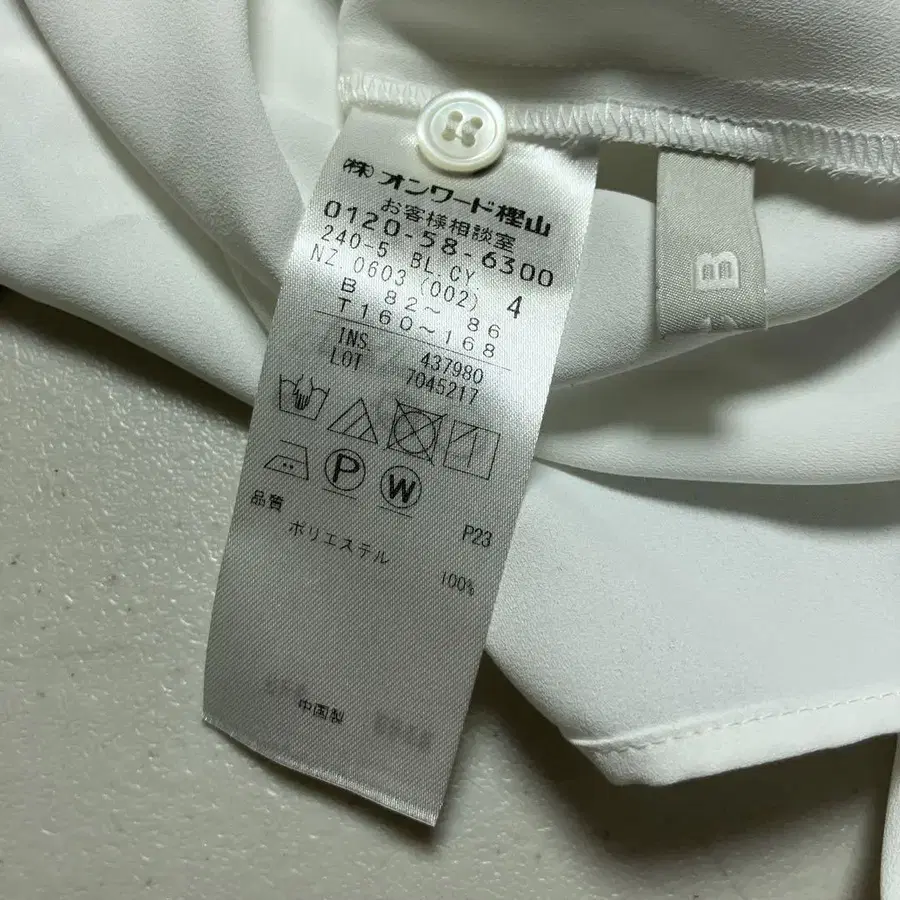 (株)オンワード樫山
お客様相談室
0120-58-6300
240-5 BL.CY.
NZ 0603 (002) 4
B 82～86
T160～168
INS. 437980
LOT 7045217
P W
品質 P23
ポリエステル 100%
中国製
B